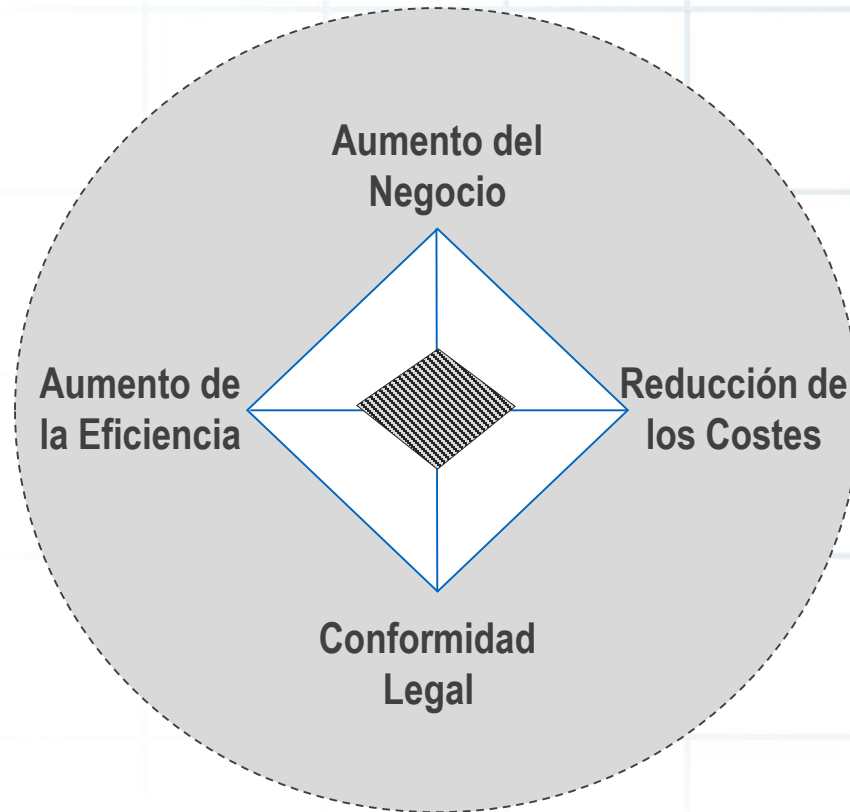 Aumento del
Negocio
Aumento de
la Eficiencia
Reducción de
los Costes
Conformidad
Legal